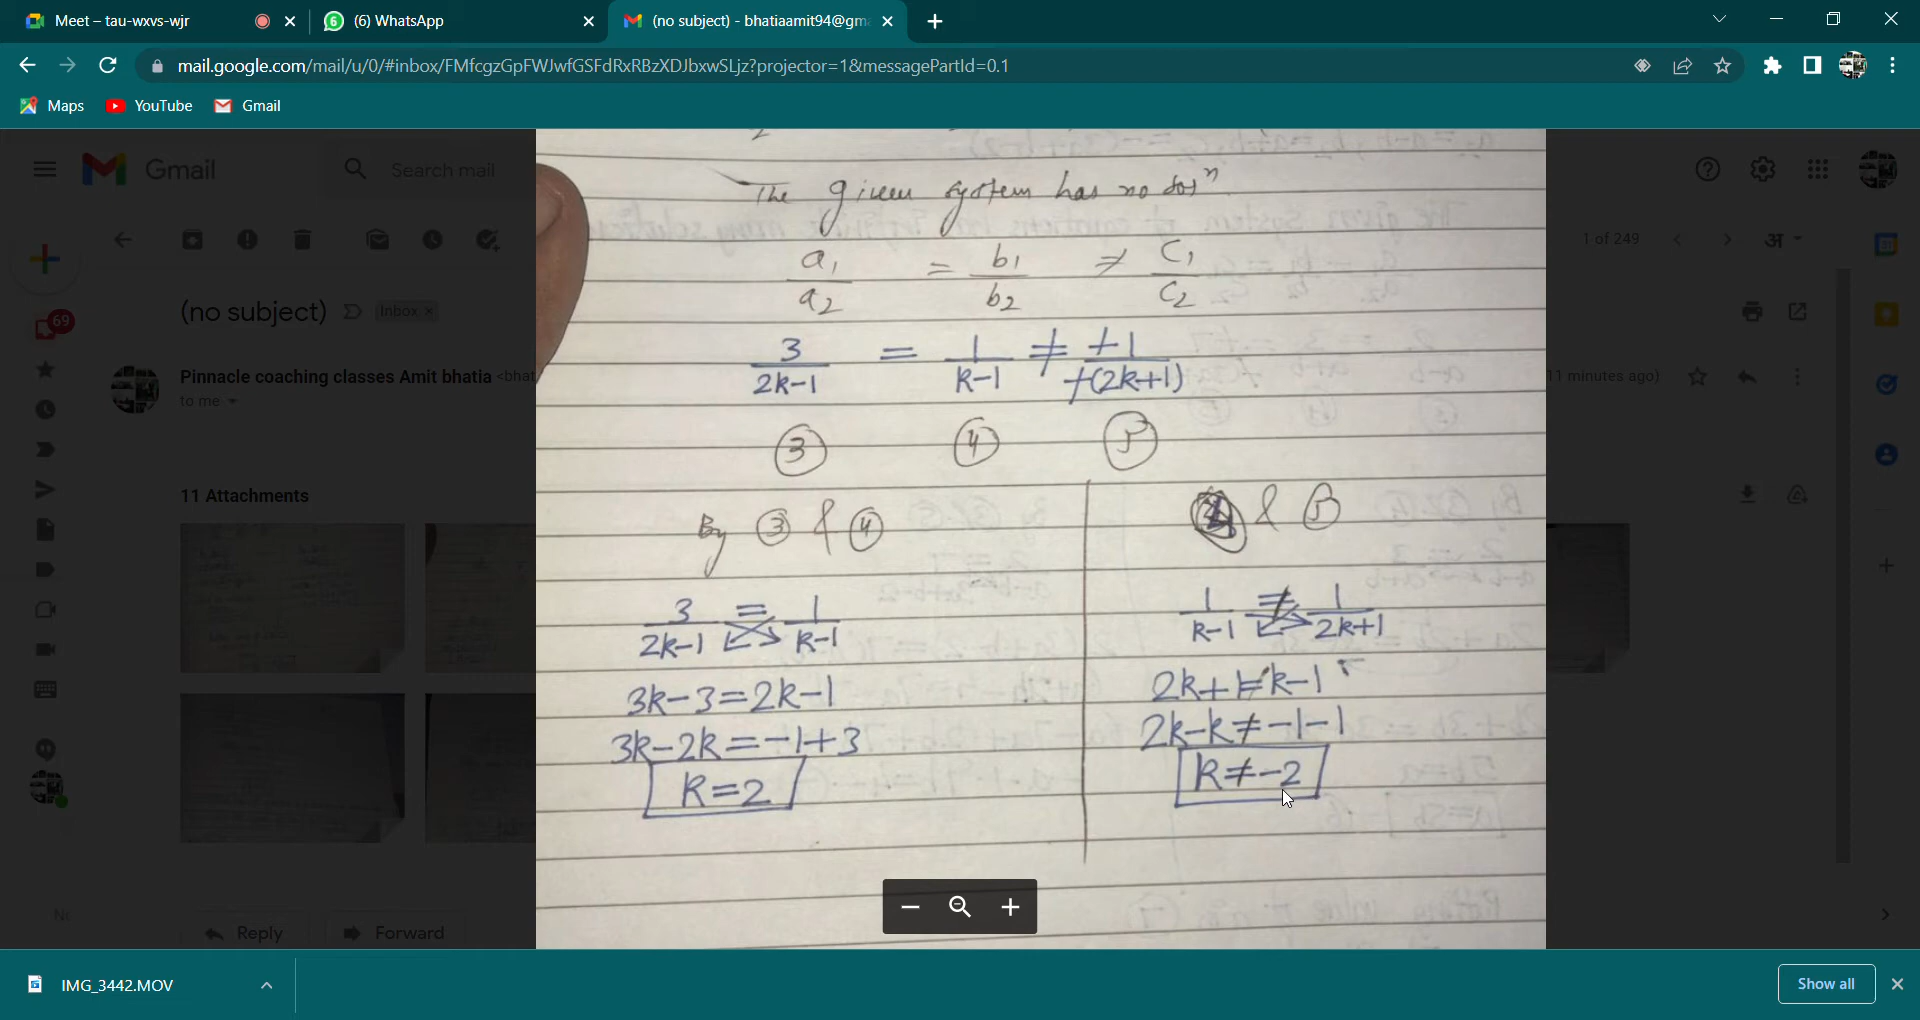 Meet – tau-wxvs-wjr
(6) WhatsApp
(no subject) - bhatiaamit94@gm
mail.google.com/mail/u/0/#inbox/FMfcgzGpFWJwfGSFdRxRBzXDJbxwSLjz?projector=1&messagePartId=0.1
Maps YouTube Gmail
Gmail
Search mail
1 of 249
(no subject)
Inbox ×
69
Pinnacle coaching classes Amit bhatia <bhat
11 minutes ago)
to me
11 Attachments
Reply
Forward
The given system has no solⁿ
a₁/a₂ = b₁/b₂ ≠ c₁/c₂
3/(2k-1) = 1/(k-1) ≠ +1/+(2k+1)
③ ④ ⑤
By ③ & ④
3/(2k-1) = 1/(k-1)
3k-3=2k-1
3k-2k=-1+3
k=2
④ & ⑤
1/(k-1) ≠ 1/(2k+1)
2k+1≠k-1
2k-k≠-1-1
k≠-2
IMG_3442.MOV
Show all